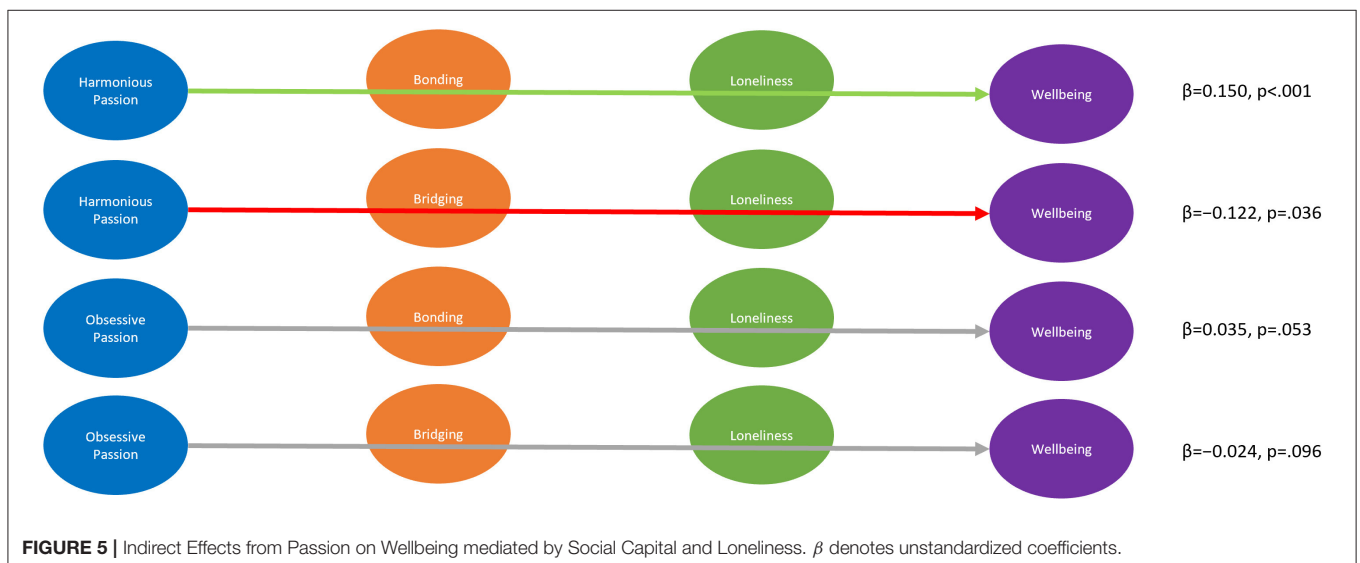 Harmonious
Passion
Bonding
Loneliness
Wellbeing
β=0.150, p<.001
Harmonious
Passion
Bridging
Loneliness
Wellbeing
β=−0.122, p=.036
Obsessive
Passion
Bonding
Loneliness
Wellbeing
β=0.035, p=.053
Obsessive
Passion
Bridging
Loneliness
Wellbeing
β=−0.024, p=.096
FIGURE 5 | Indirect Effects from Passion on Wellbeing mediated by Social Capital and Loneliness. β denotes unstandardized coefficients.